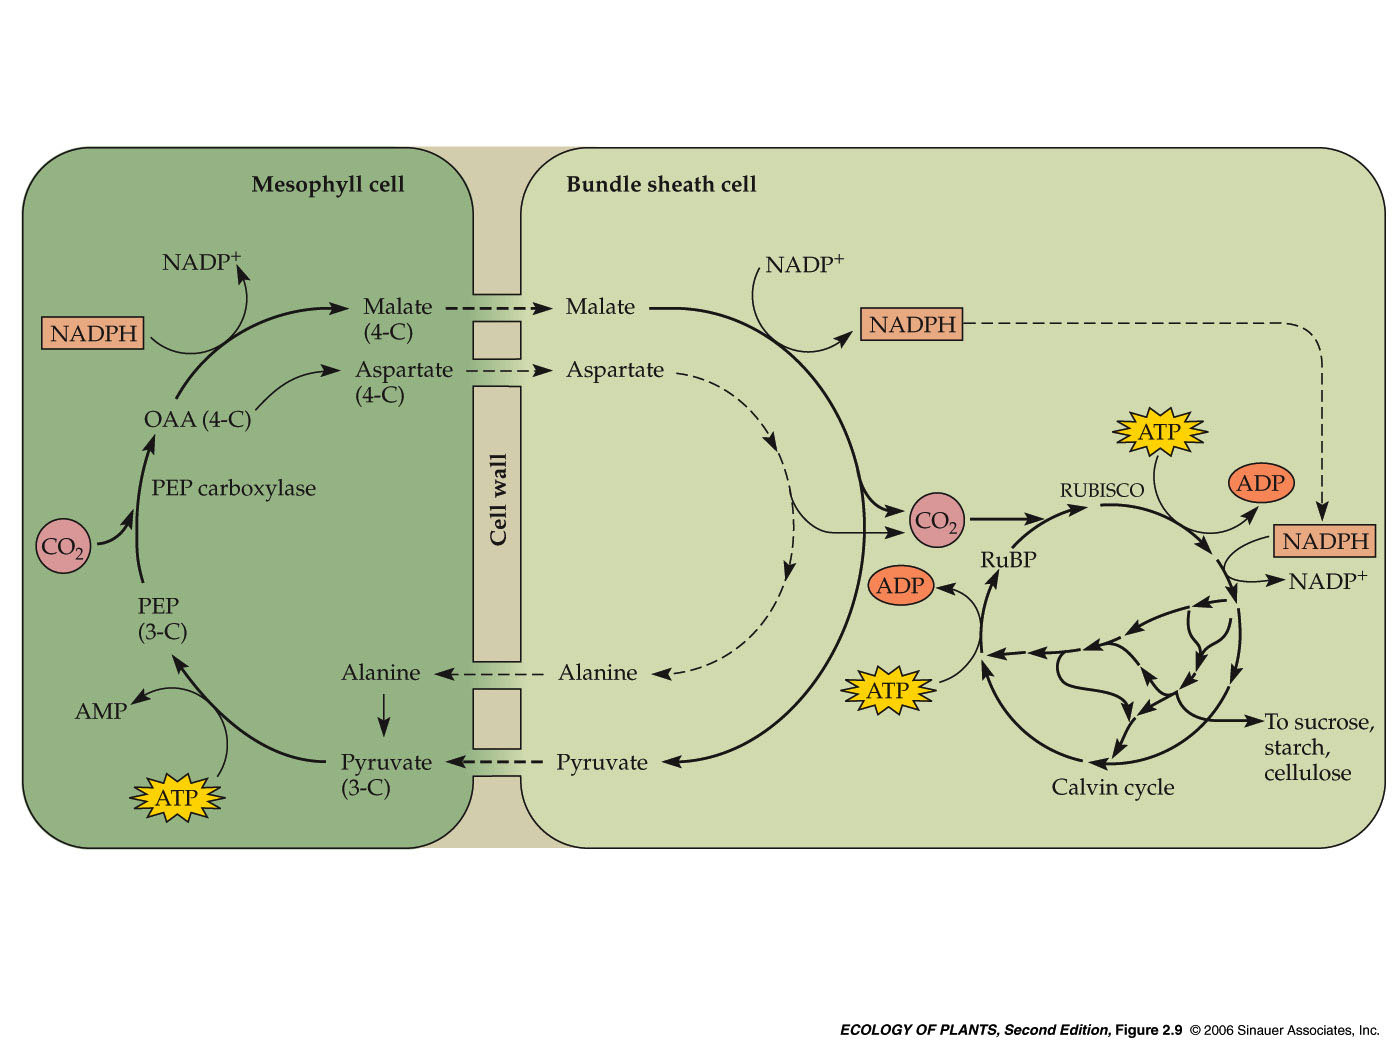 Mesophyll cell
Bundle sheath cell
NADP+
NADPH
Malate
(4-C)
Aspartate
(4-C)
OAA (4-C)
PEP carboxylase
CO2
PEP
(3-C)
AMP
ATP
Alanine
Pyruvate
(3-C)
Cell wall
Malate
Aspartate
Alanine
Pyruvate
NADP+
NADPH
CO2
RUBISCO
RuBP
ATP
ADP
NADPH
NADP+
ADP
ATP
To sucrose,
starch,
cellulose
Calvin cycle
ECOLOGY OF PLANTS, Second Edition, Figure 2.9 © 2006 Sinauer Associates, Inc.